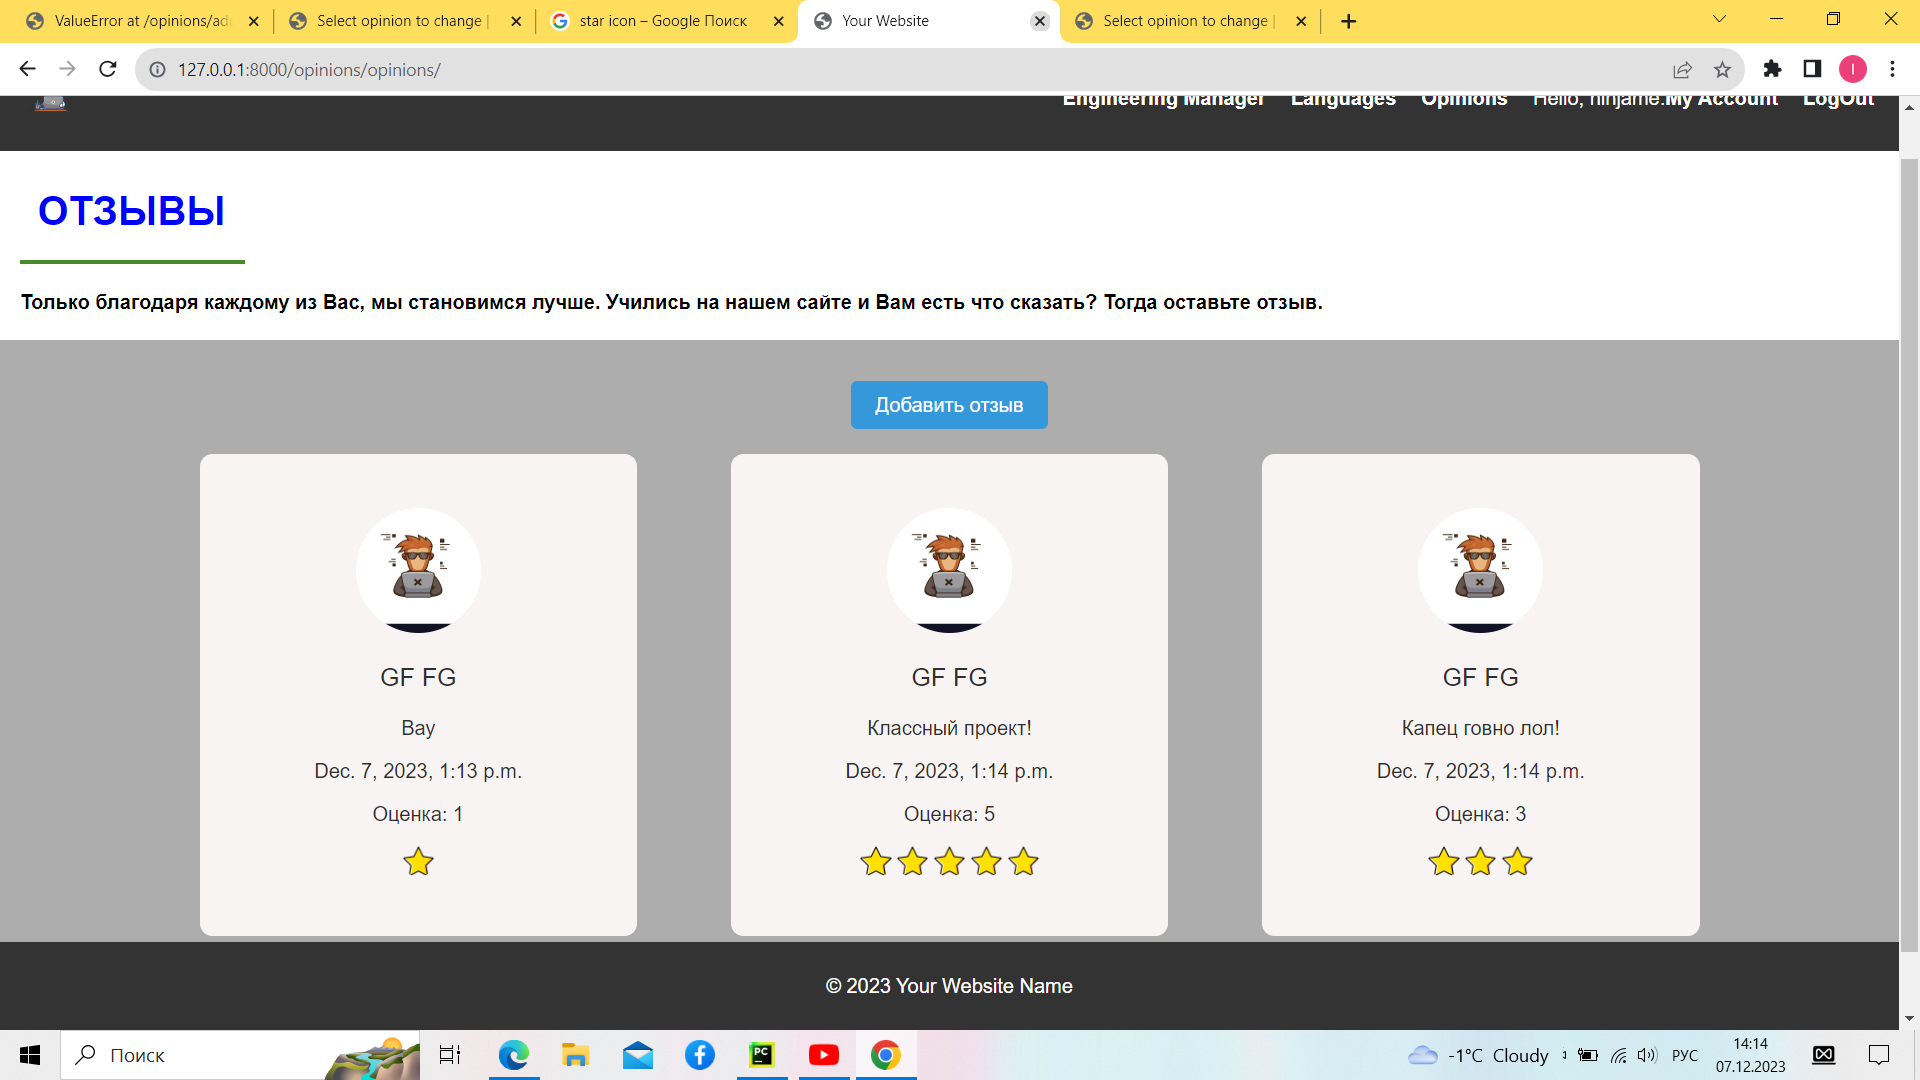 ValueError at /opinions/ad
Select opinion to change |
star icon – Google Поиск
Your Website
Select opinion to change |
127.0.0.1:8000/opinions/opinions/
I
Engineering Manager Languages Opinions Hello, ninjame.My Account LogOut
ОТЗЫВЫ
Только благодаря каждому из Вас, мы становимся лучше. Учились на нашем сайте и Вам есть что сказать? Тогда оставьте отзыв.
Добавить отзыв
GF FG
Вау
Dec. 7, 2023, 1:13 p.m.
Оценка: 1
GF FG
Классный проект!
Dec. 7, 2023, 1:14 p.m.
Оценка: 5
GF FG
Капец говно лол!
Dec. 7, 2023, 1:14 p.m.
Оценка: 3
© 2023 Your Website Name
Поиск
PC
-1°C Cloudy
РУС
14:14
07.12.2023